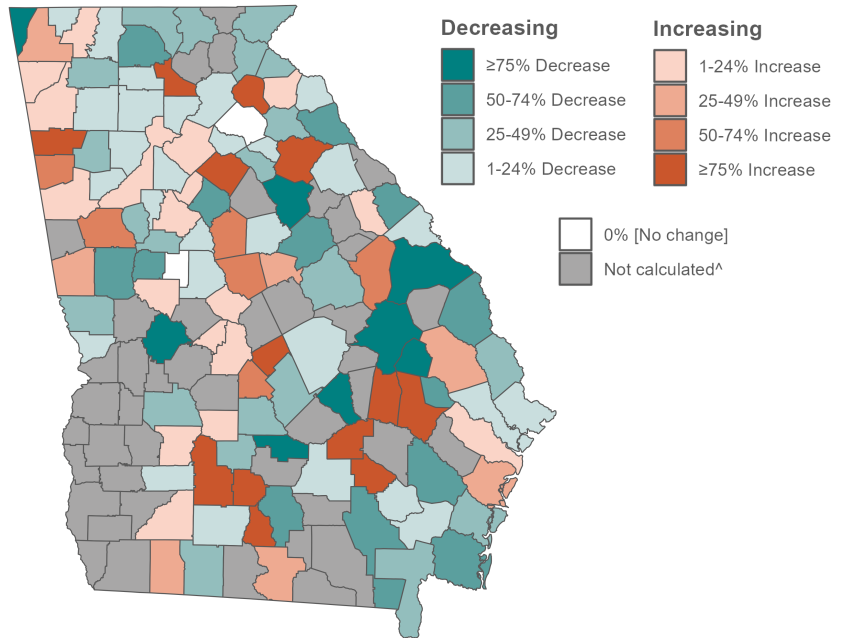 Decreasing
≥75% Decrease
50-74% Decrease
25-49% Decrease
1-24% Decrease
Increasing
1-24% Increase
25-49% Increase
50-74% Increase
≥75% Increase
0% [No change]
Not calculated^